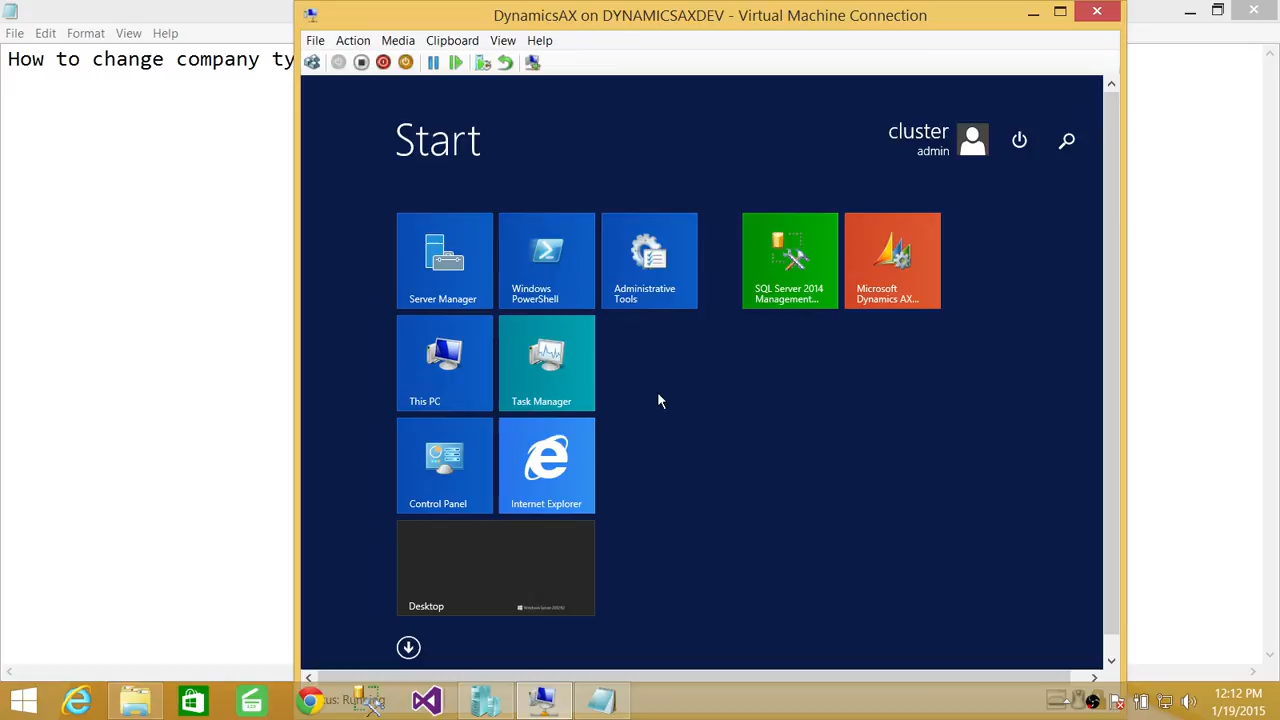 DynamicsAX on DYNAMICSAXDEV - Virtual Machine Connection
File Edit Format View Help
How to change company ty
File Action Media Clipboard View Help
Start
cluster
admin
Server Manager
Windows PowerShell
Administrative Tools
SQL Server 2014 Management...
Microsoft Dynamics AX...
This PC
Task Manager
Control Panel
Internet Explorer
Desktop
tus: Running
12:12 PM
1/19/2015